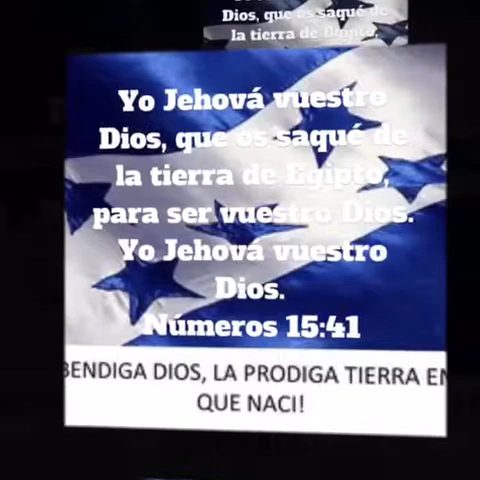 Dios, que os saqué de
la tierra de Egipto,
Yo Jehová vuestro
Dios, que os saqué de
la tierra de Egipto,
para ser vuestro Dios.
Yo Jehová vuestro
Dios.
Números 15:41
BENDIGA DIOS, LA PRODIGA TIERRA EN
QUE NACI!